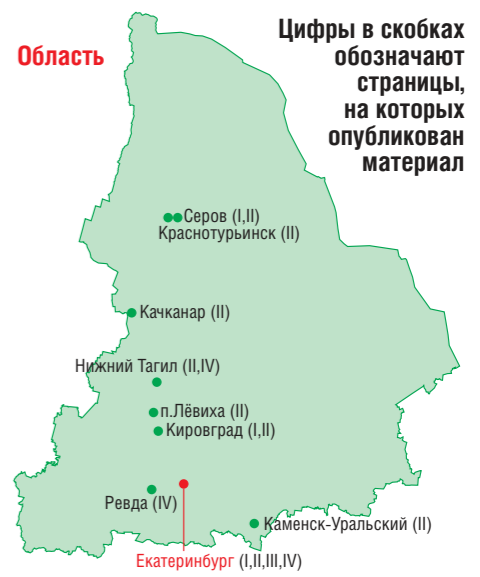 Область
Цифры в скобках
обозначают
страницы,
на которых
опубликован
материал
Серов (I,II)
Краснотурьинск (II)
Качканар (II)
Нижний Тагил (II,IV)
п.Лёвиха (II)
Кировград (I,II)
Ревда (IV)
Каменск-Уральский (II)
Екатеринбург (I,II,III,IV)